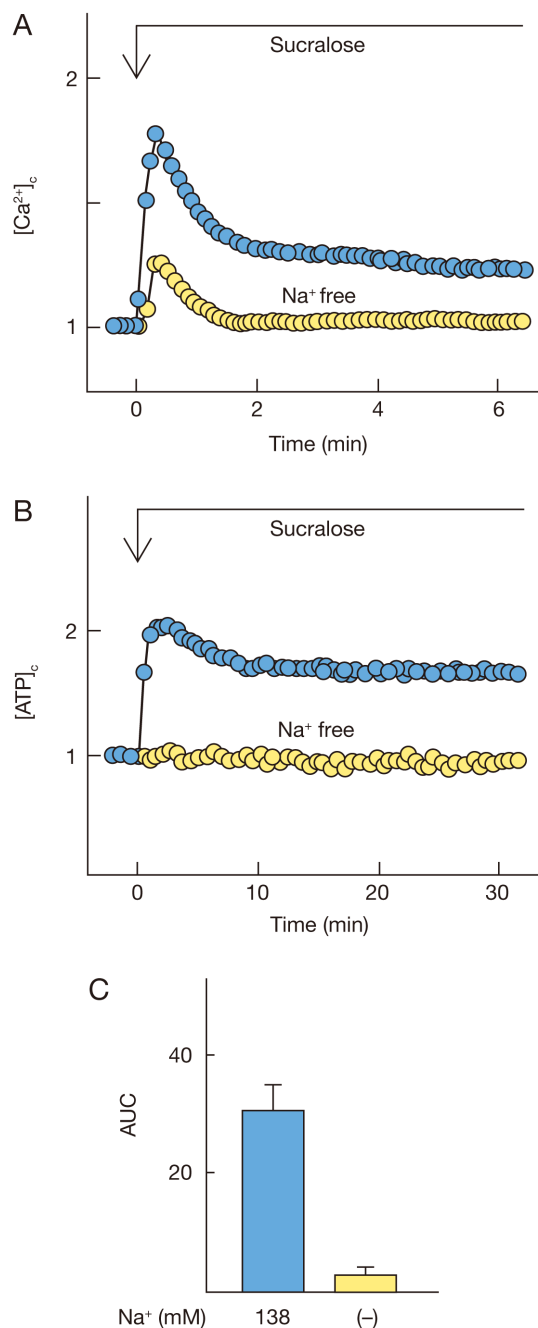 A
Sucralose
2
[Ca²⁺]c
Na⁺ free
1
0 2 4 6
Time (min)
B
Sucralose
2
[ATP]c
Na⁺ free
1
0 10 20 30
Time (min)
C
40
AUC
20
Na⁺ (mM) 138 (–)